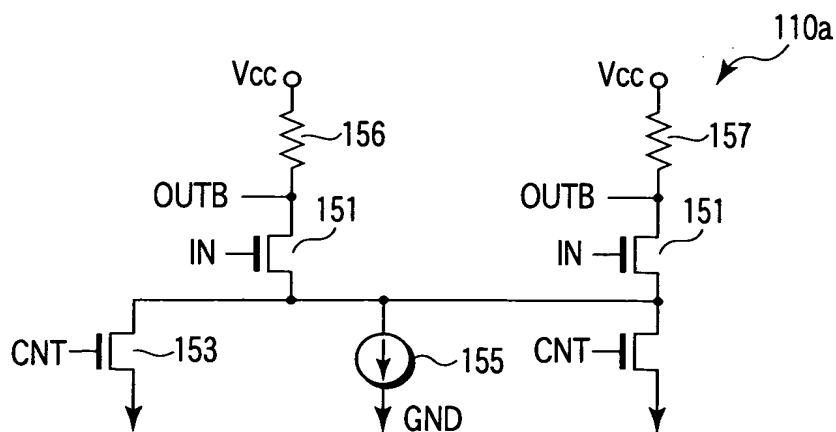 110a
Vcc
Vcc
156
157
OUTB
OUTB
151
151
IN
IN
CNT
153
155
CNT
GND